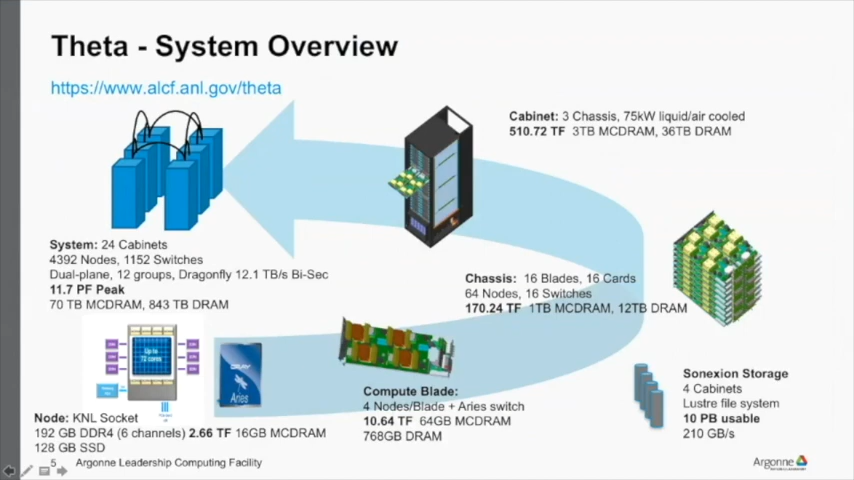 Theta - System Overview
https://www.alcf.anl.gov/theta
Cabinet: 3 Chassis, 75kW liquid/air cooled
510.72 TF 3TB MCDRAM, 36TB DRAM
System: 24 Cabinets
4392 Nodes, 1152 Switches
Dual-plane, 12 groups, Dragonfly 12.1 TB/s Bi-Sec
11.7 PF Peak
70 TB MCDRAM, 843 TB DRAM
Chassis: 16 Blades, 16 Cards
64 Nodes, 16 Switches
170.24 TF 1TB MCDRAM, 12TB DRAM
Up to
72 cores
CRAY
Aries
Compute Blade:
4 Nodes/Blade + Aries switch
10.64 TF 64GB MCDRAM
768GB DRAM
Sonexion Storage
4 Cabinets
Lustre file system
10 PB usable
210 GB/s
Node: KNL Socket
192 GB DDR4 (6 channels) 2.66 TF 16GB MCDRAM
128 GB SSD
5 Argonne Leadership Computing Facility
Argonne